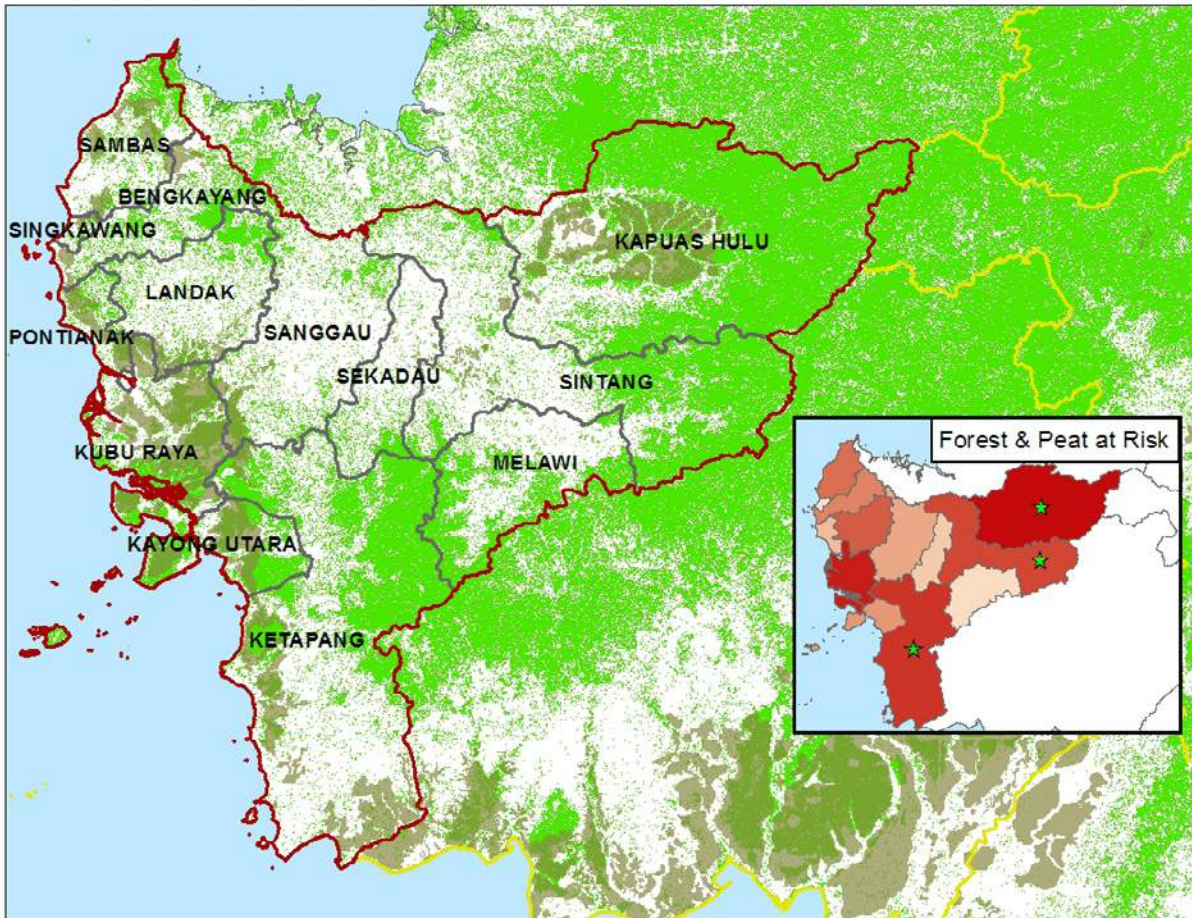 SAMBAS
BENGKAYANG
SINGKAWANG
KAPUAS HULU
LANDAK
PONTIANAK
SANGGAU
SEKADAU
SINTANG
KUBU RAYA
MELAWI
Forest & Peat at Risk
KAYONG UTARA
KETAPANG